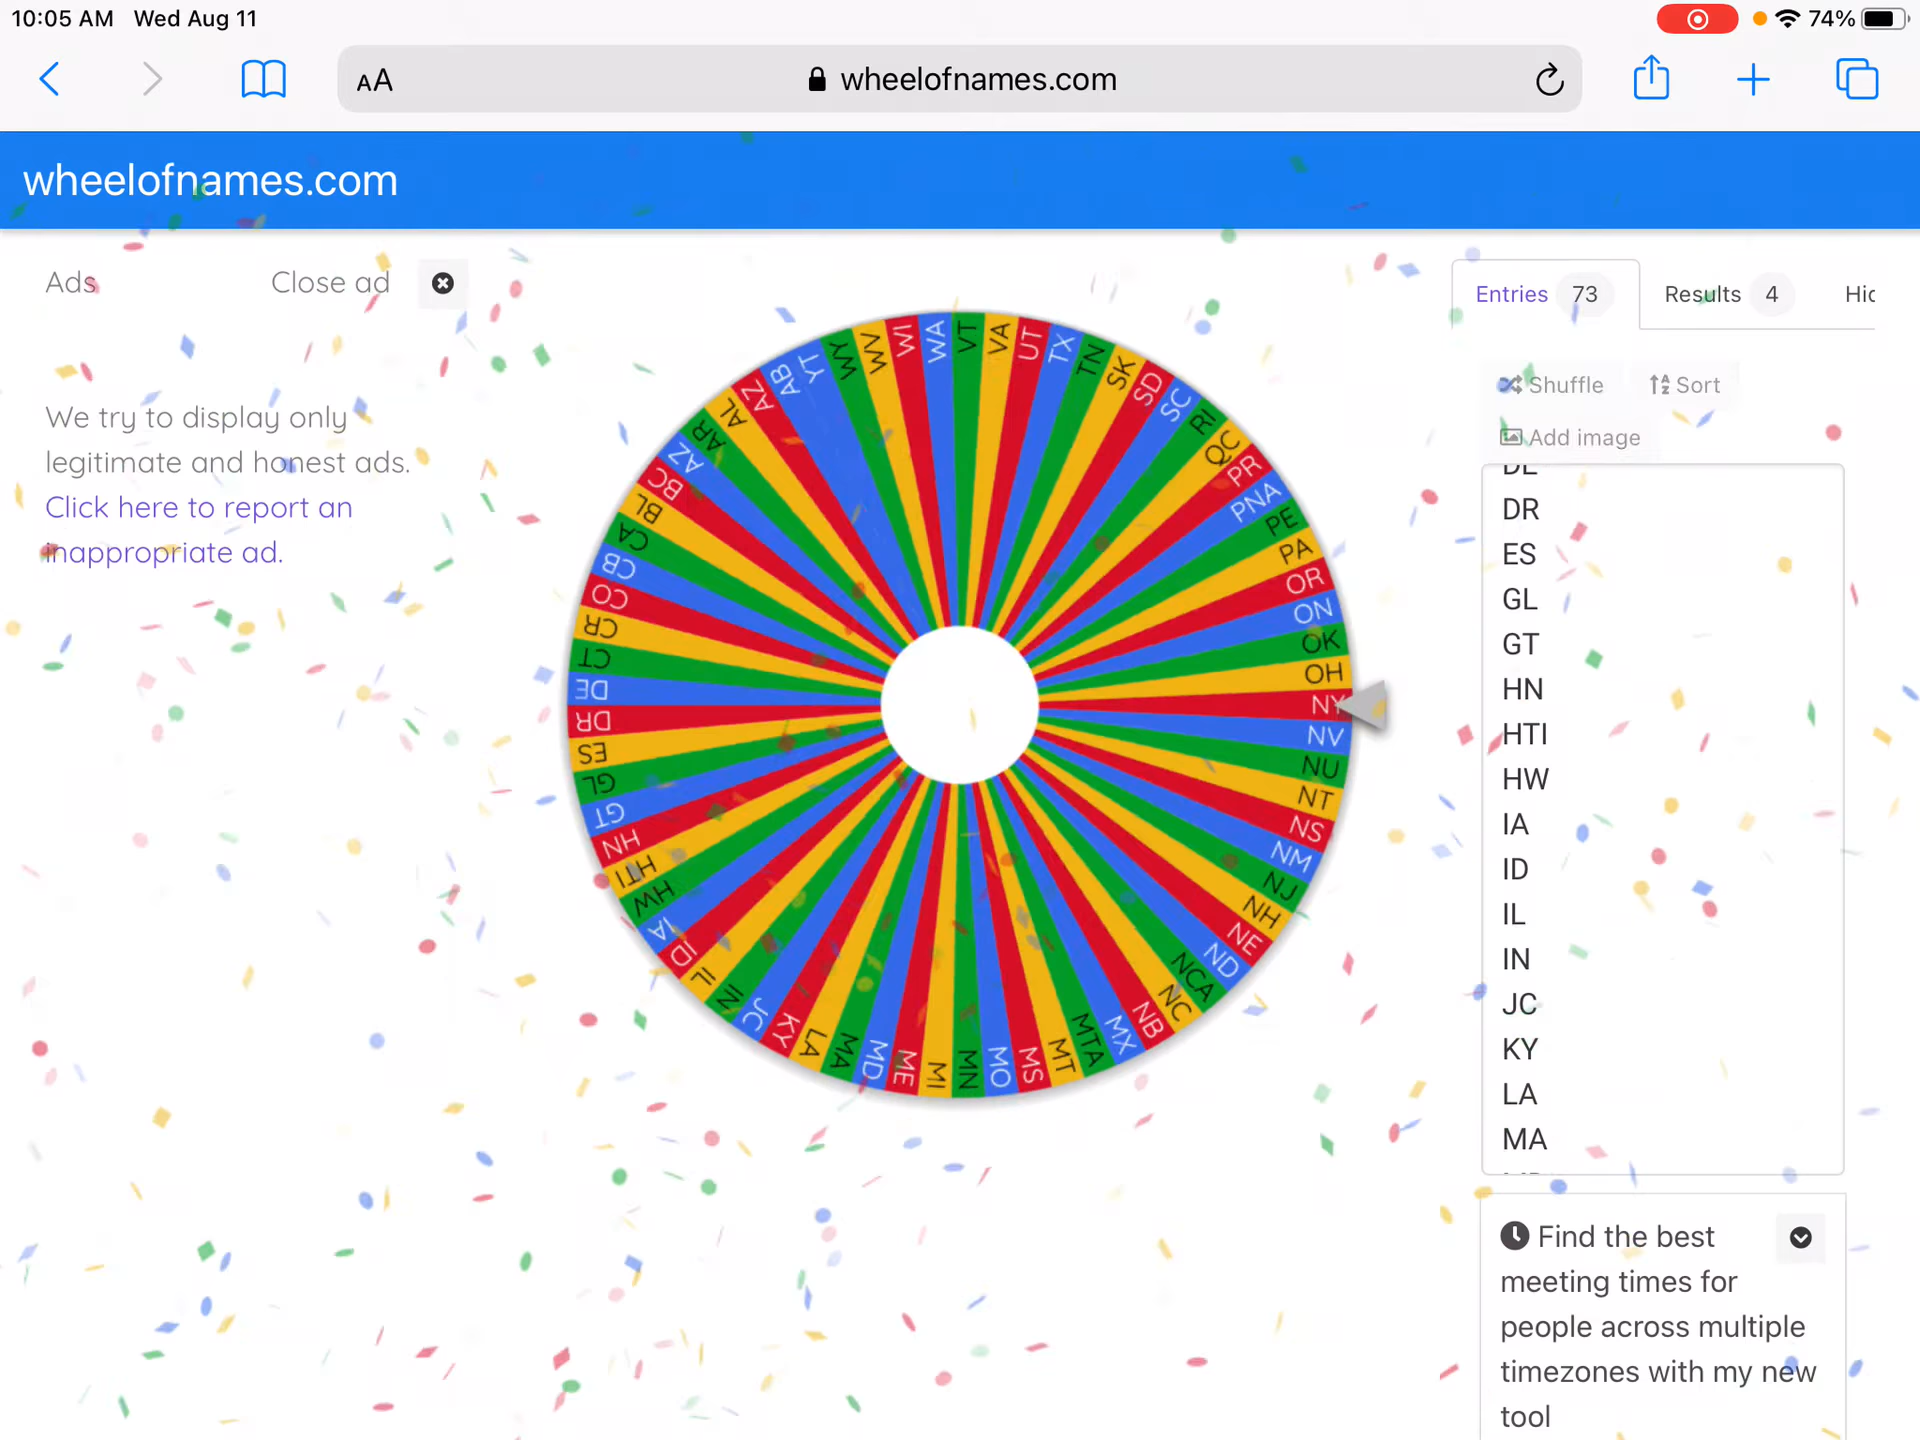 10:05 AM Wed Aug 11
74%
AA
wheelofnames.com
wheelofnames.com
Ads
Close ad
We try to display only
legitimate and honest ads.
Click here to report an
inappropriate ad.
VT
VA
UT
TX
TN
SK
SD
SC
RI
QC
PR
PNA
PE
PA
OR
ON
OK
OH
NY
NV
NU
NT
NS
NM
NJ
NH
NE
ND
NCA
NC
NB
MX
MTA
MT
MS
MO
MN
MI
ME
MD
MA
LA
KY
JC
IN
IL
ID
IA
HW
HTI
HN
GT
GL
ES
DR
DE
CT
CR
CO
CB
CA
BL
BC
AZ
AR
AL
AZ
AB
YT
WY
WV
WI
WA
Entries 73
Results 4
Hic
Shuffle
Sort
Add image
DE
DR
ES
GL
GT
HN
HTI
HW
IA
ID
IL
IN
JC
KY
LA
MA
Find the best
meeting times for
people across multiple
timezones with my new
tool